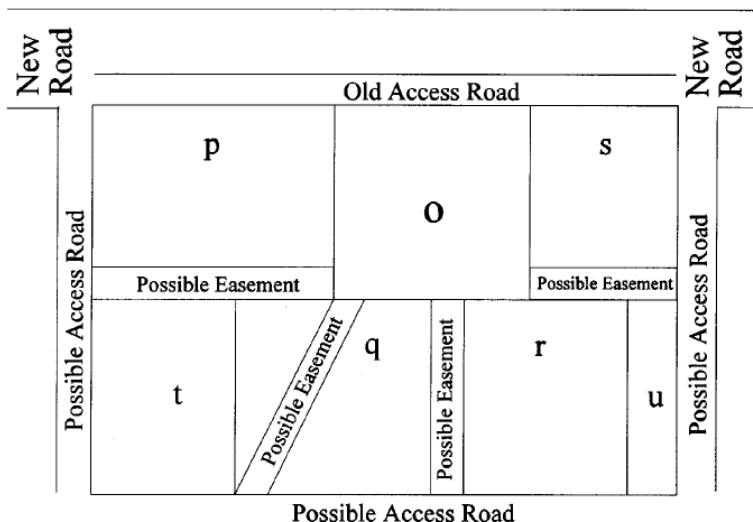 New
Road
New
Road
Old Access Road
p
s
o
Possible Access Road
Possible Easement
Possible Easement
Possible Access Road
t
Possible Easement
q
Possible Easement
r
u
Possible Access Road